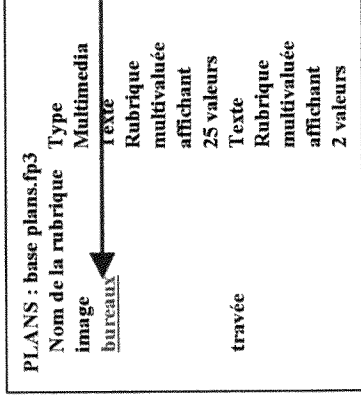 PLANS : base plans.fp3
Nom de la rubrique Type
image Multimedia
bureaux Texte
Rubrique
multivaluée
affichant
25 valeurs
travée Texte
Rubrique
multivaluée
affichant
2 valeurs